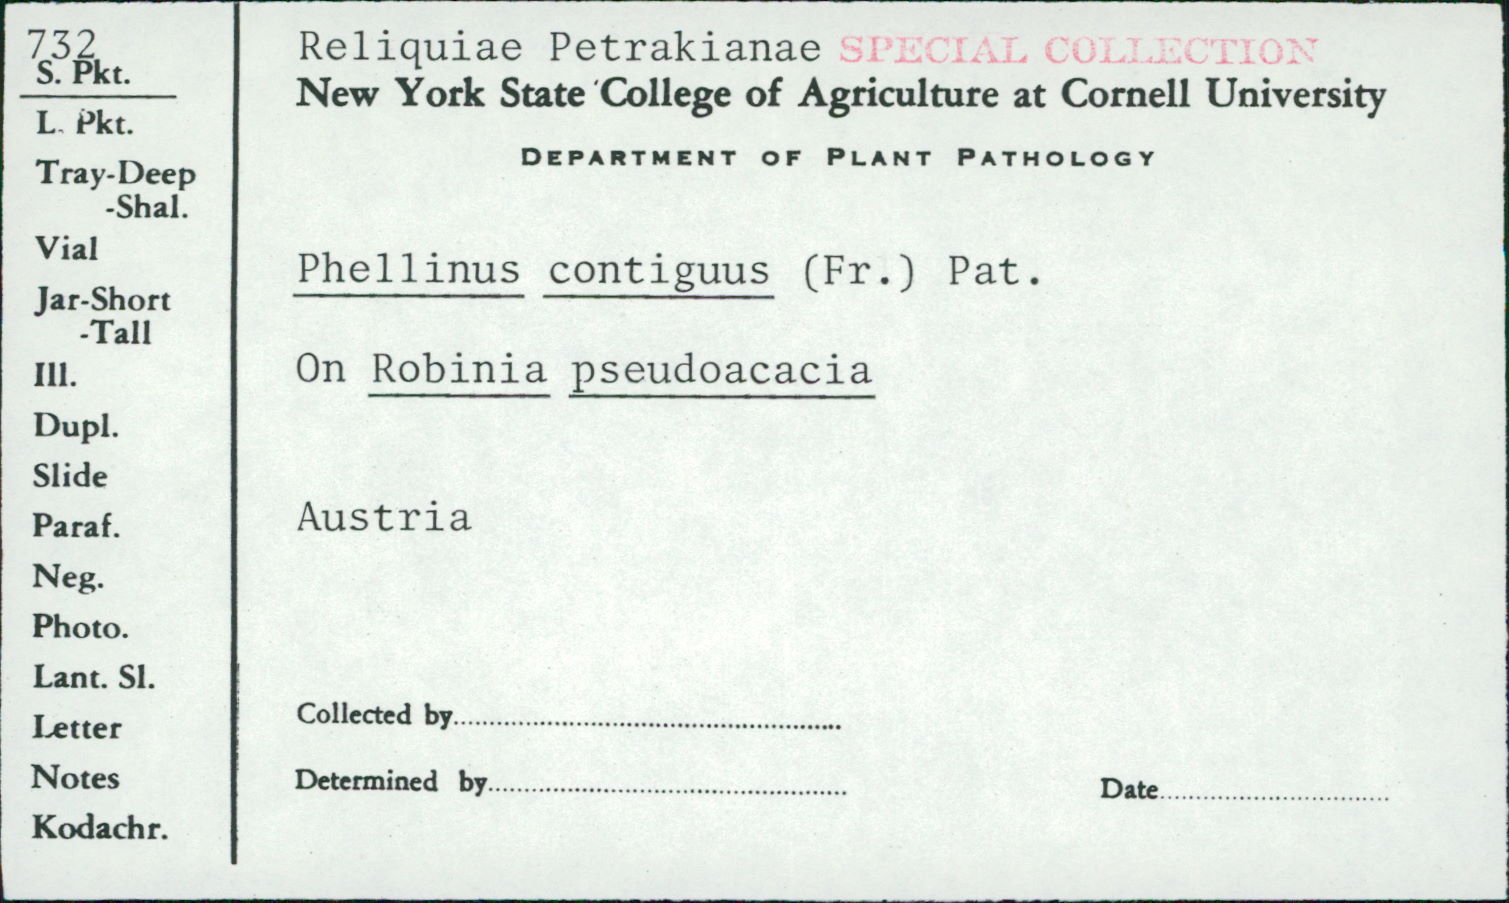 732
S. Pkt.
L. Pkt.
Tray-Deep
-Shal.
Vial
Jar-Short
-Tall
Ill.
Dupl.
Slide
Paraf.
Neg.
Photo.
Lant. Sl.
Letter
Notes
Kodachr.
Reliquiae Petrakianae SPECIAL COLLECTION
New York State College of Agriculture at Cornell University
DEPARTMENT OF PLANT PATHOLOGY
Phellinus contiguus (Fr.) Pat.
On Robinia pseudoacacia
Austria
Collected by
Determined by
Date